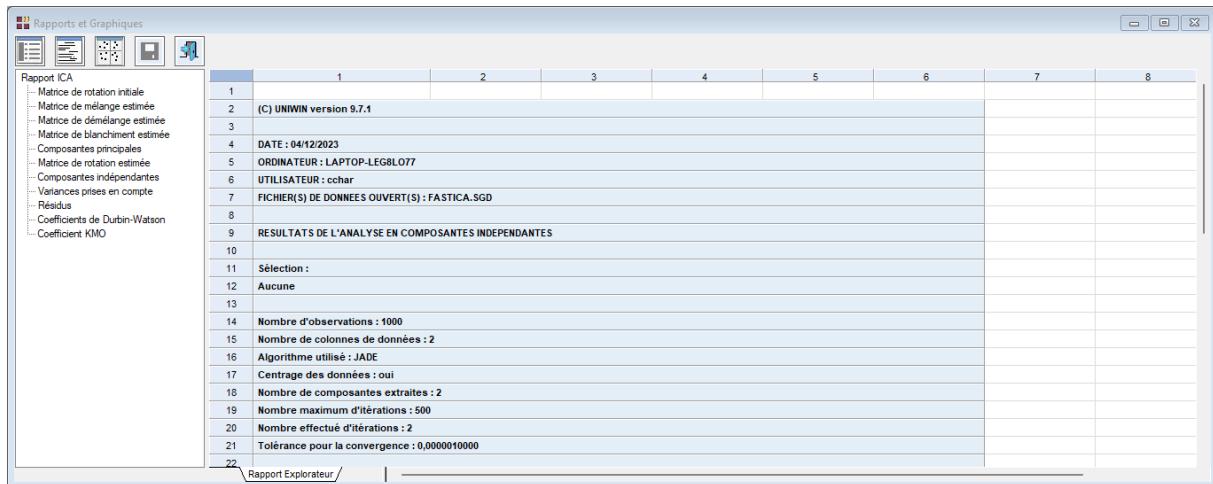 Rapports et Graphiques
Rapport ICA
Matrice de rotation initiale
Matrice de mélange estimée
Matrice de démélange estimée
Matrice de blanchiment estimée
Composantes principales
Matrice de rotation estimée
Composantes indépendantes
Variances prises en compte
Résidus
Coefficients de Durbin-Watson
Coefficient KMO
1 2 3 4 5 6 7 8
1
2 (C) UNIWIN version 9.7.1
3
4 DATE : 04/12/2023
5 ORDINATEUR : LAPTOP-LEG8LO77
6 UTILISATEUR : cchar
7 FICHIER(S) DE DONNEES OUVERT(S) : FASTICA.SGD
8
9 RESULTATS DE L'ANALYSE EN COMPOSANTES INDEPENDANTES
10
11 Sélection :
12 Aucune
13
14 Nombre d'observations : 1000
15 Nombre de colonnes de données : 2
16 Algorithme utilisé : JADE
17 Centrage des données : oui
18 Nombre de composantes extraites : 2
19 Nombre maximum d'itérations : 500
20 Nombre effectué d'itérations : 2
21 Tolérance pour la convergence : 0,0000010000
22
Rapport Explorateur